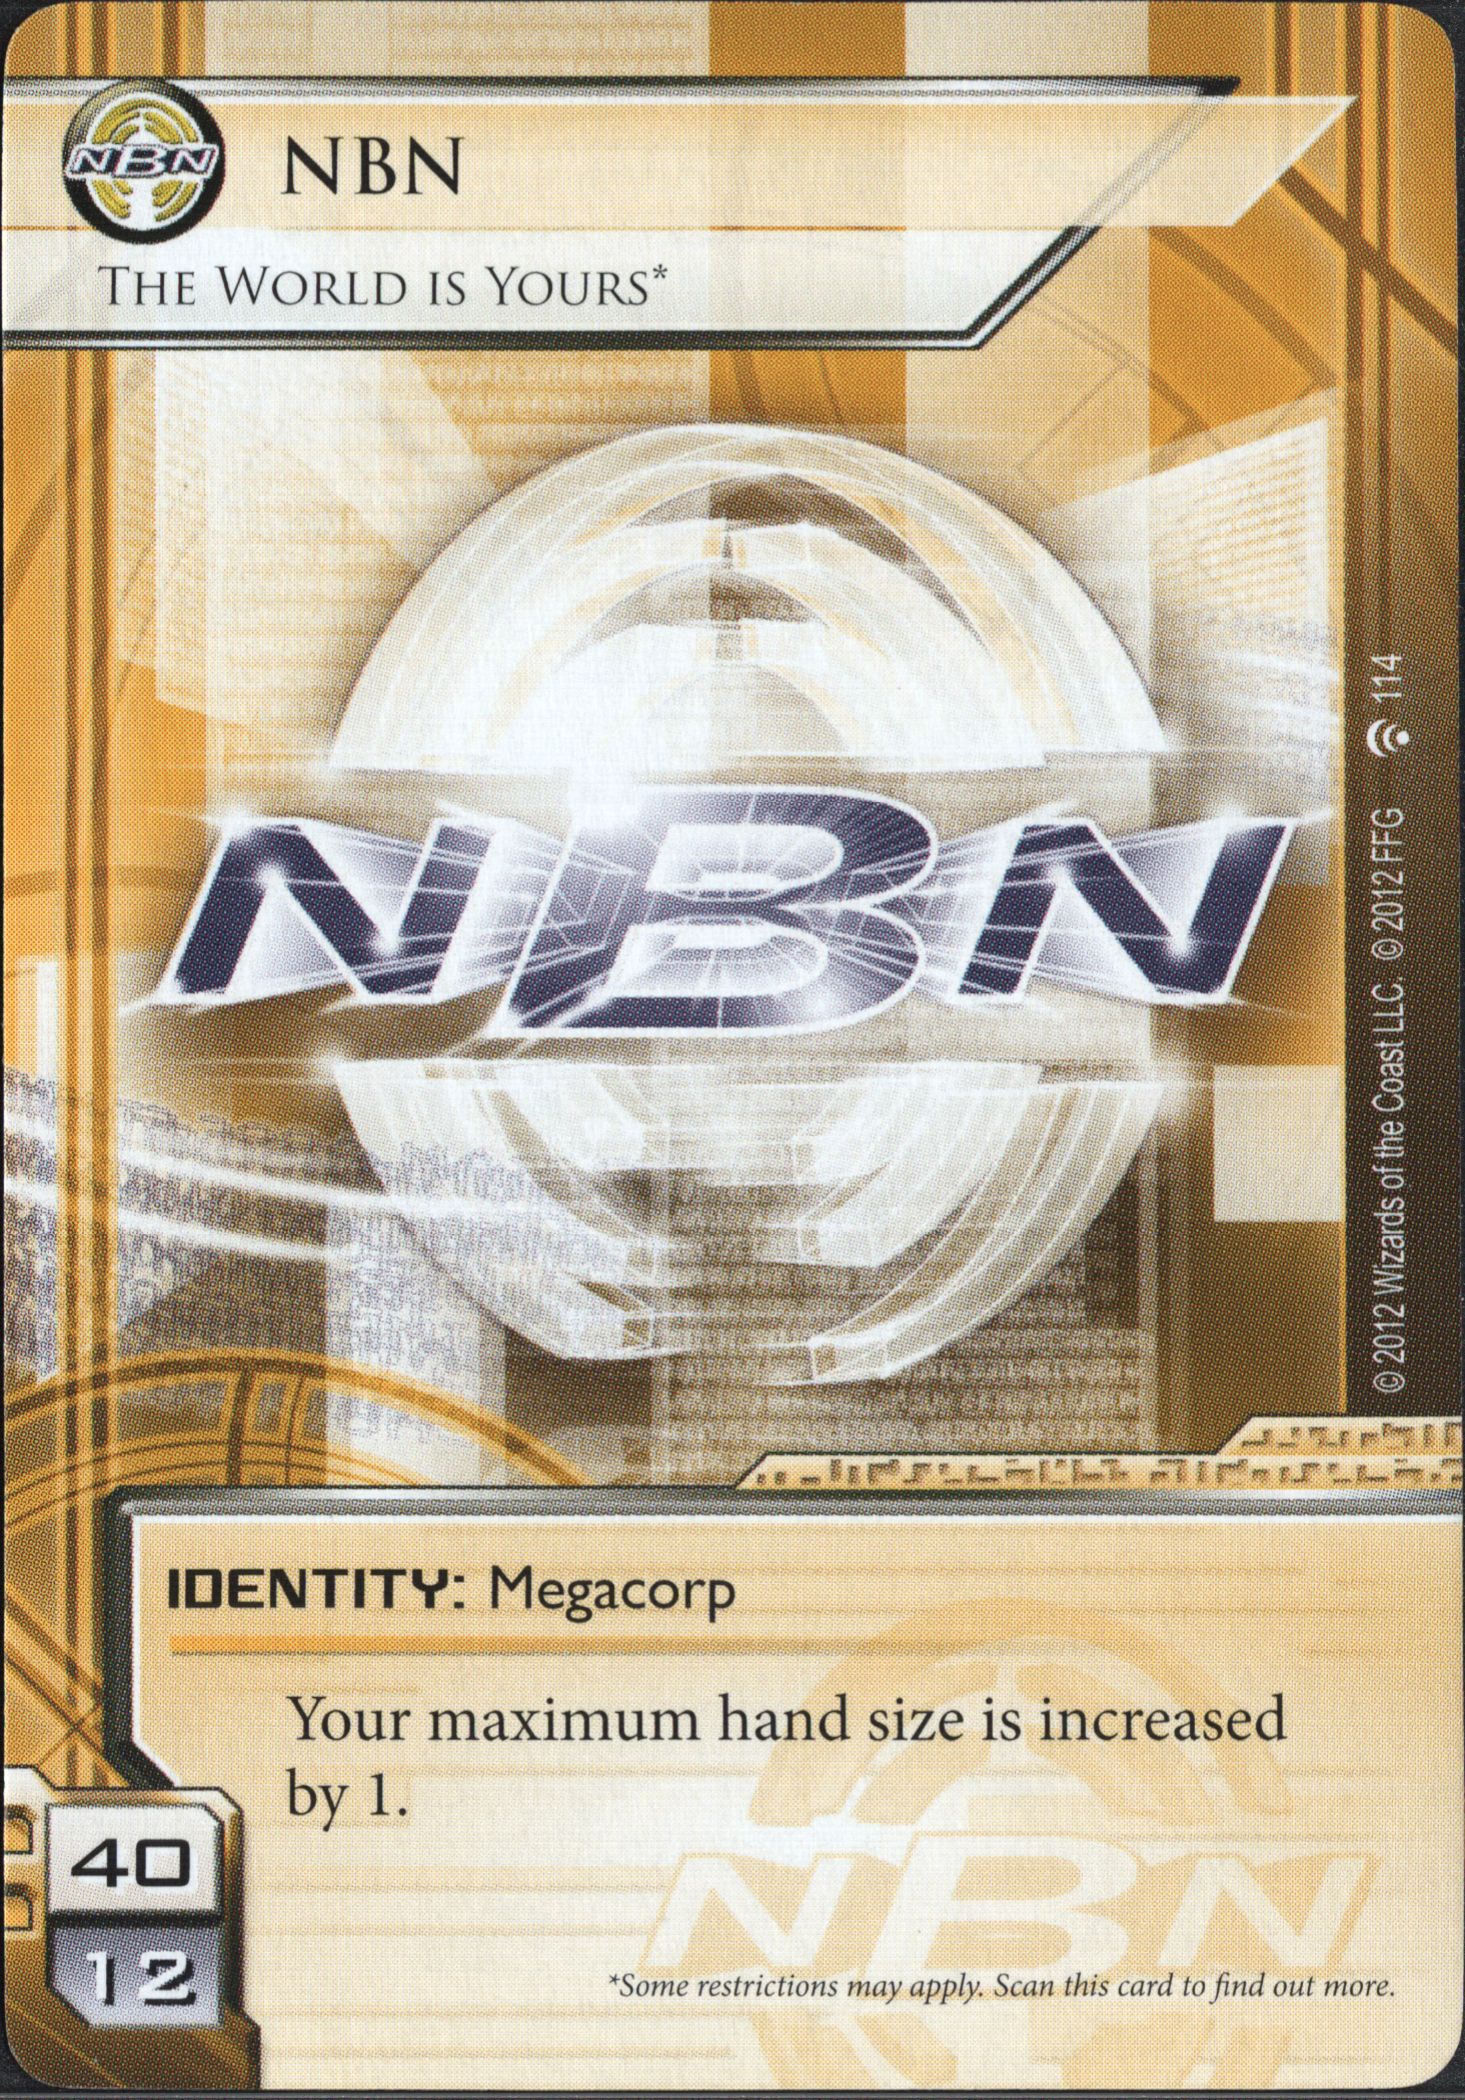 NBN
NBN
THE WORLD IS YOURS*
NBN
114
© 2012 Wizards of the Coast LLC. © 2012 FFG
IDENTITY: Megacorp
Your maximum hand size is increased
by 1.
40
12
NBN
*Some restrictions may apply. Scan this card to find out more.